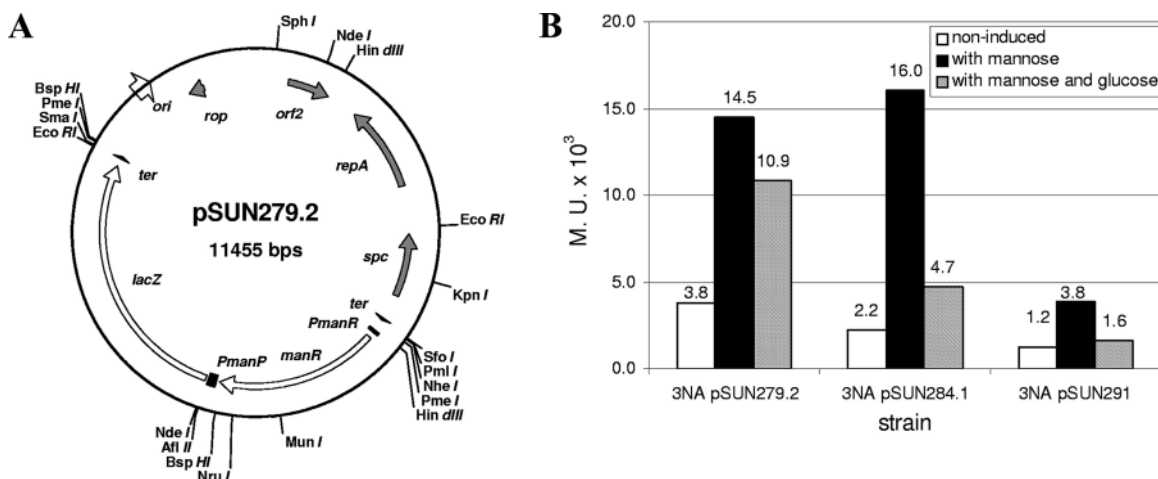 A
Sph I
Nde I
Hin dIII
Bsp HI
Pme I
Sma I
Eco RI
ori
rop
orf2
repA
ter
pSUN279.2
11455 bps
Eco RI
spc
lacZ
Kpn I
ter
PmanR
manR
PmanP
Sfo I
Pml I
Nhe I
Pme I
Hin dIII
Nde I
Afl II
Bsp HI
Nru I
Mun I
B
20.0
15.0
10.0
5.0
0.0
M. U. x 10³
non-induced
with mannose
with mannose and glucose
3.8
14.5
10.9
2.2
16.0
4.7
1.2
3.8
1.6
3NA pSUN279.2
3NA pSUN284.1
3NA pSUN291
strain